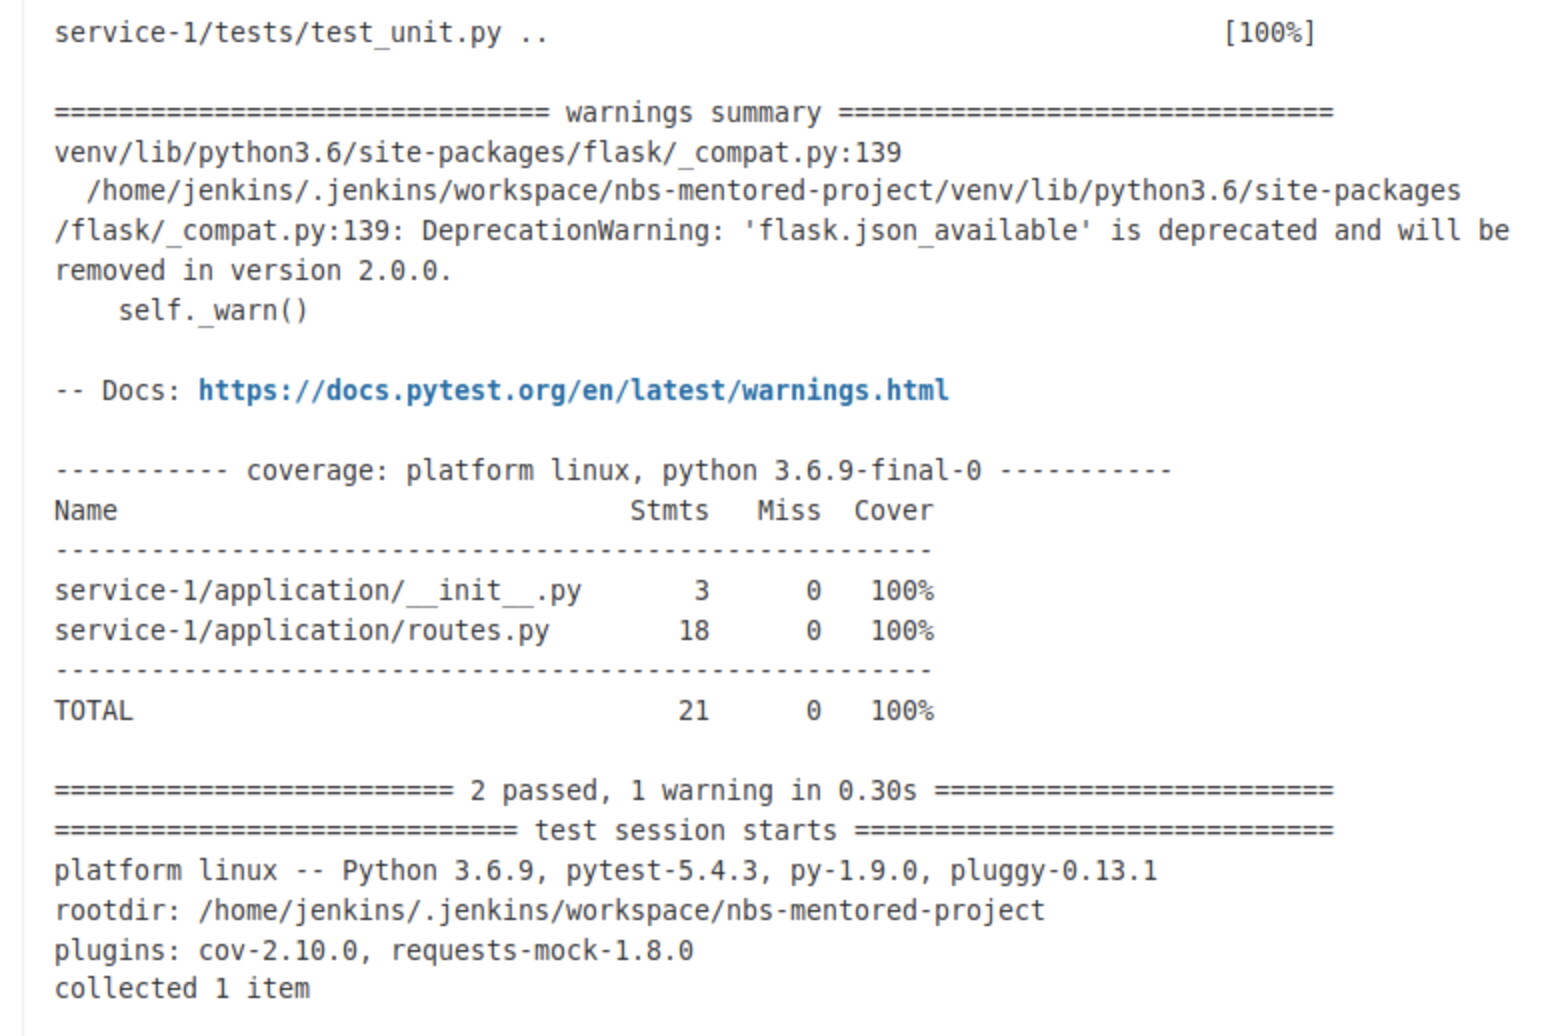 service-1/tests/test_unit.py .. [100%]
=============================== warnings summary ===============================
venv/lib/python3.6/site-packages/flask/_compat.py:139
/home/jenkins/.jenkins/workspace/nbs-mentored-project/venv/lib/python3.6/site-packages
/flask/_compat.py:139: DeprecationWarning: 'flask.json_available' is deprecated and will be
removed in version 2.0.0.
self._warn()
-- Docs: https://docs.pytest.org/en/latest/warnings.html
----------- coverage: platform linux, python 3.6.9-final-0 -----------
Name Stmts Miss Cover
-------------------------------------------------------
service-1/application/__init__.py 3 0 100%
service-1/application/routes.py 18 0 100%
-------------------------------------------------------
TOTAL 21 0 100%
========================= 2 passed, 1 warning in 0.30s =========================
============================= test session starts ==============================
platform linux -- Python 3.6.9, pytest-5.4.3, py-1.9.0, pluggy-0.13.1
rootdir: /home/jenkins/.jenkins/workspace/nbs-mentored-project
plugins: cov-2.10.0, requests-mock-1.8.0
collected 1 item